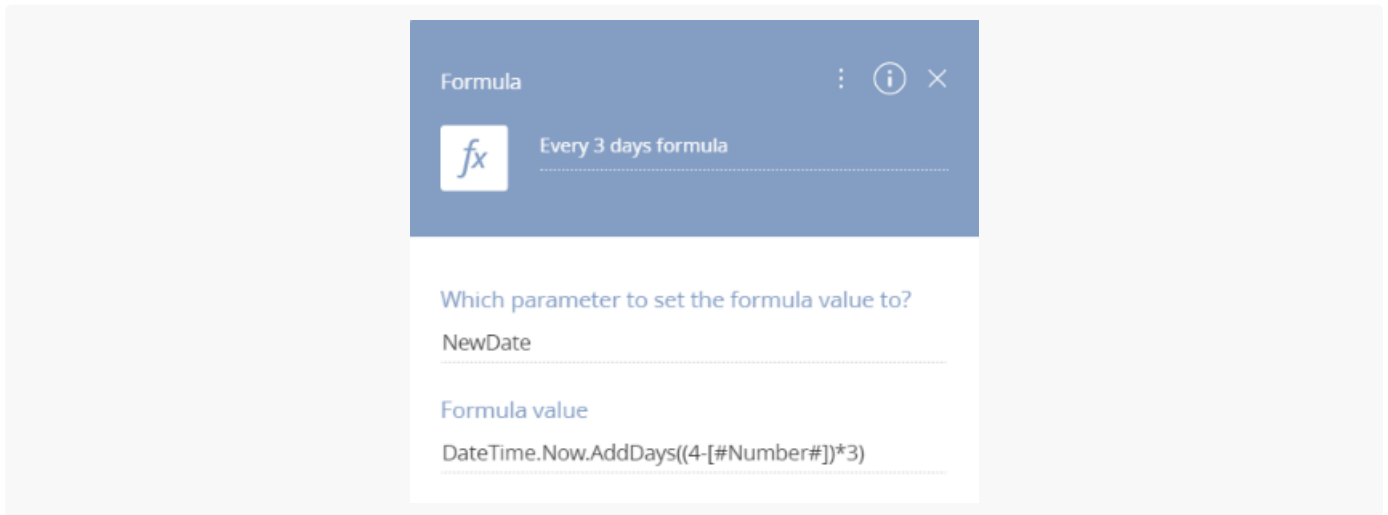 Formula
fx
Every 3 days formula
Which parameter to set the formula value to?
NewDate
Formula value
DateTime.Now.AddDays((4-[#Number#])*3)